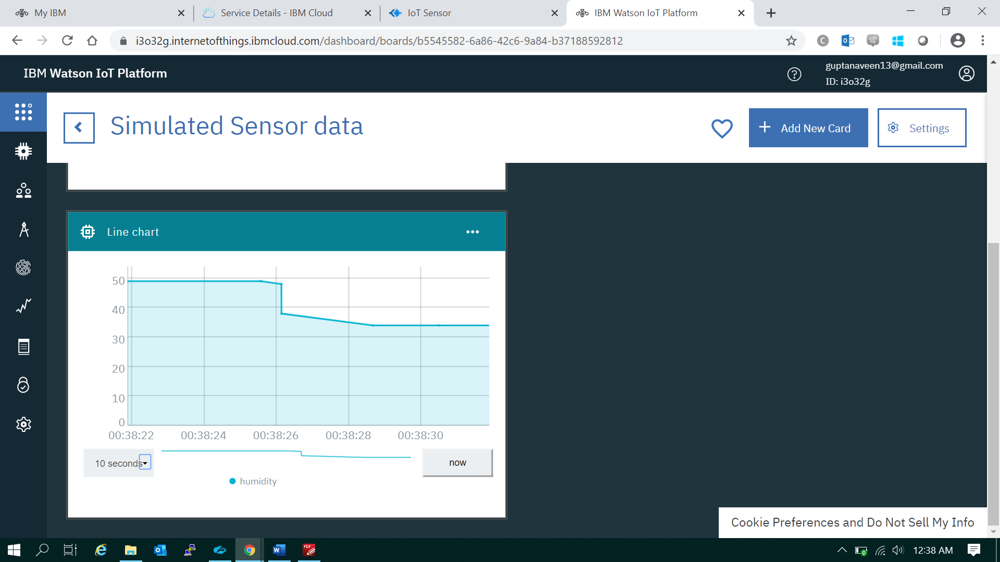 My IBM
Service Details - IBM Cloud
IoT Sensor
IBM Watson IoT Platform
i3o32g.internetofthings.ibmcloud.com/dashboard/boards/b5545582-6a86-42c6-9a84-b37188592812
IBM Watson IoT Platform
guptanaveen13@gmail.com
ID: i3o32g
Simulated Sensor data
Add New Card
Settings
Line chart
50
40
30
20
10
0
00:38:22 00:38:24 00:38:26 00:38:28 00:38:30
10 seconds
now
humidity
Cookie Preferences and Do Not Sell My Info
12:38 AM